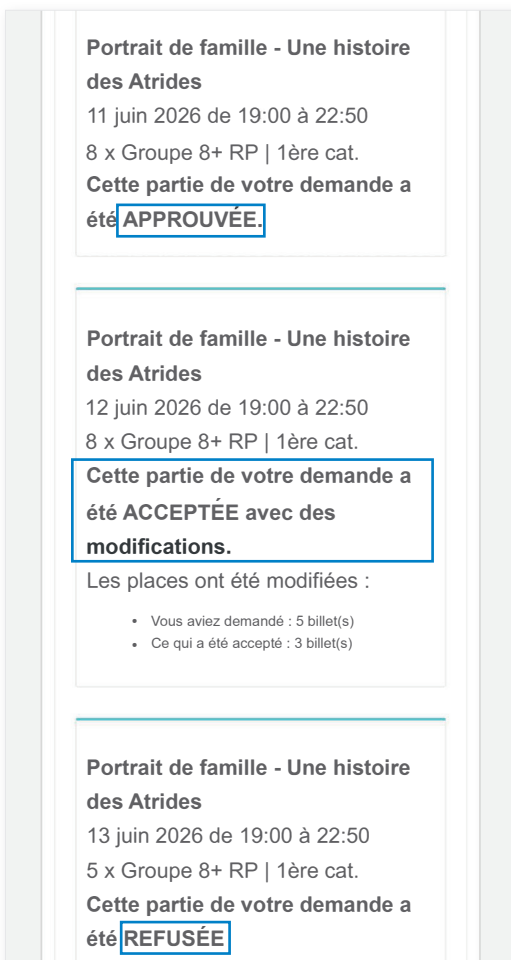 Portrait de famille - Une histoire
des Atrides
11 juin 2026 de 19:00 à 22:50
8 x Groupe 8+ RP | 1ère cat.
Cette partie de votre demande a
été APPROUVÉE.
Portrait de famille - Une histoire
des Atrides
12 juin 2026 de 19:00 à 22:50
8 x Groupe 8+ RP | 1ère cat.
Cette partie de votre demande a
été ACCEPTÉE avec des
modifications.
Les places ont été modifiées :
• Vous aviez demandé : 5 billet(s)
• Ce qui a été accepté : 3 billet(s)
Portrait de famille - Une histoire
des Atrides
13 juin 2026 de 19:00 à 22:50
5 x Groupe 8+ RP | 1ère cat.
Cette partie de votre demande a
été REFUSÉE